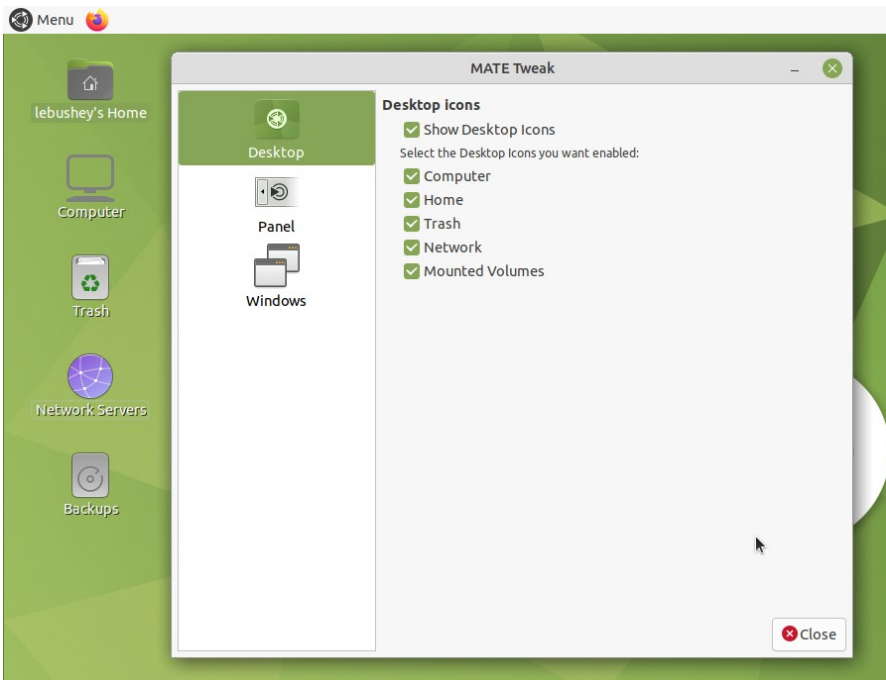 Menu
lebushey's Home
Computer
Trash
Network Servers
Backups
MATE Tweak
Desktop
Panel
Windows
Desktop icons
Show Desktop Icons
Select the Desktop Icons you want enabled:
Computer
Home
Trash
Network
Mounted Volumes
Close